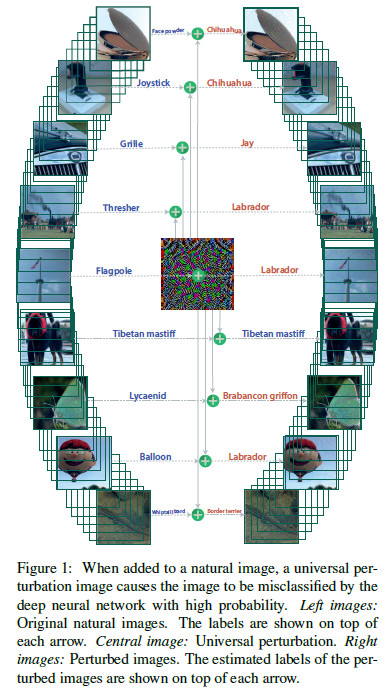 Face powder Chihuahua
Joystick Chihuahua
Grille Jay
Thresher Labrador
Flagpole Labrador
Tibetan mastiff Tibetan mastiff
Lycaenid Brabancon griffon
Balloon Labrador
Whiptail lizard Border terrier
Figure 1: When added to a natural image, a universal per-
turbation image causes the image to be misclassified by the
deep neural network with high probability. Left images:
Original natural images. The labels are shown on top of
each arrow. Central image: Universal perturbation. Right
images: Perturbed images. The estimated labels of the per-
turbed images are shown on top of each arrow.